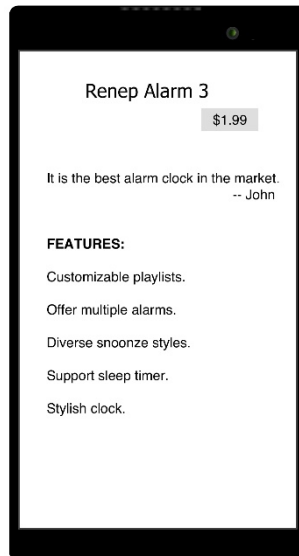 Renep Alarm 3
$1.99
It is the best alarm clock in the market.
-- John
FEATURES:
Customizable playlists.
Offer multiple alarms.
Diverse snoonze styles.
Support sleep timer.
Stylish clock.